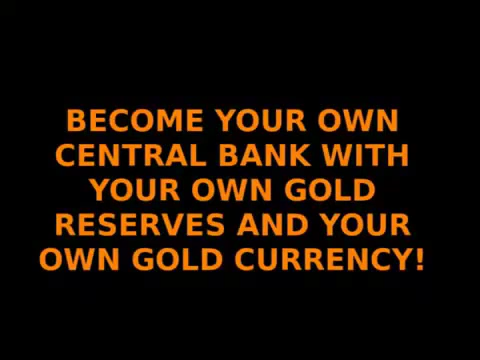 BECOME YOUR OWN
CENTRAL BANK WITH
YOUR OWN GOLD
RESERVES AND YOUR
OWN GOLD CURRENCY!